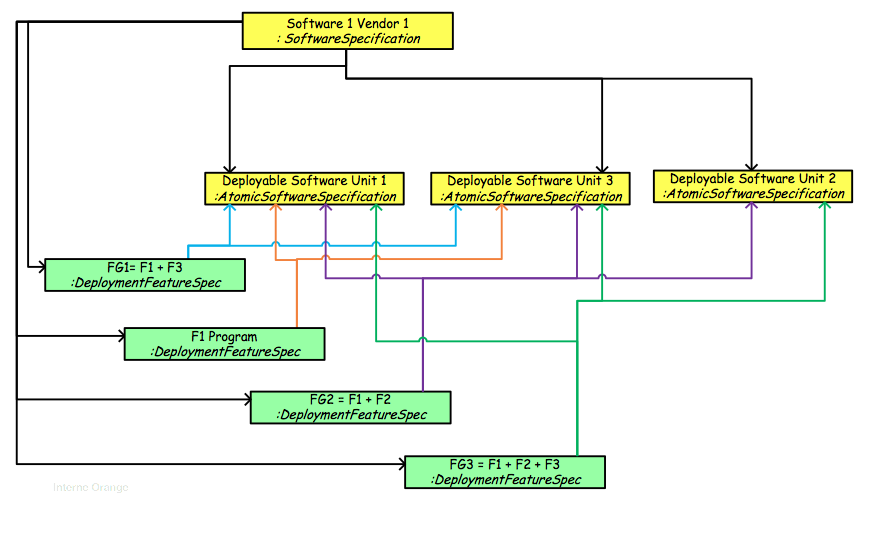 Software 1 Vendor 1
: SoftwareSpecification
Deployable Software Unit 1
:AtomicSoftwareSpecification
Deployable Software Unit 3
:AtomicSoftwareSpecification
Deployable Software Unit 2
:AtomicSoftwareSpecification
FG1= F1 + F3
:DeploymentFeatureSpec
F1 Program
:DeploymentFeatureSpec
FG2 = F1 + F2
:DeploymentFeatureSpec
FG3 = F1 + F2 + F3
:DeploymentFeatureSpec
Interne Orange